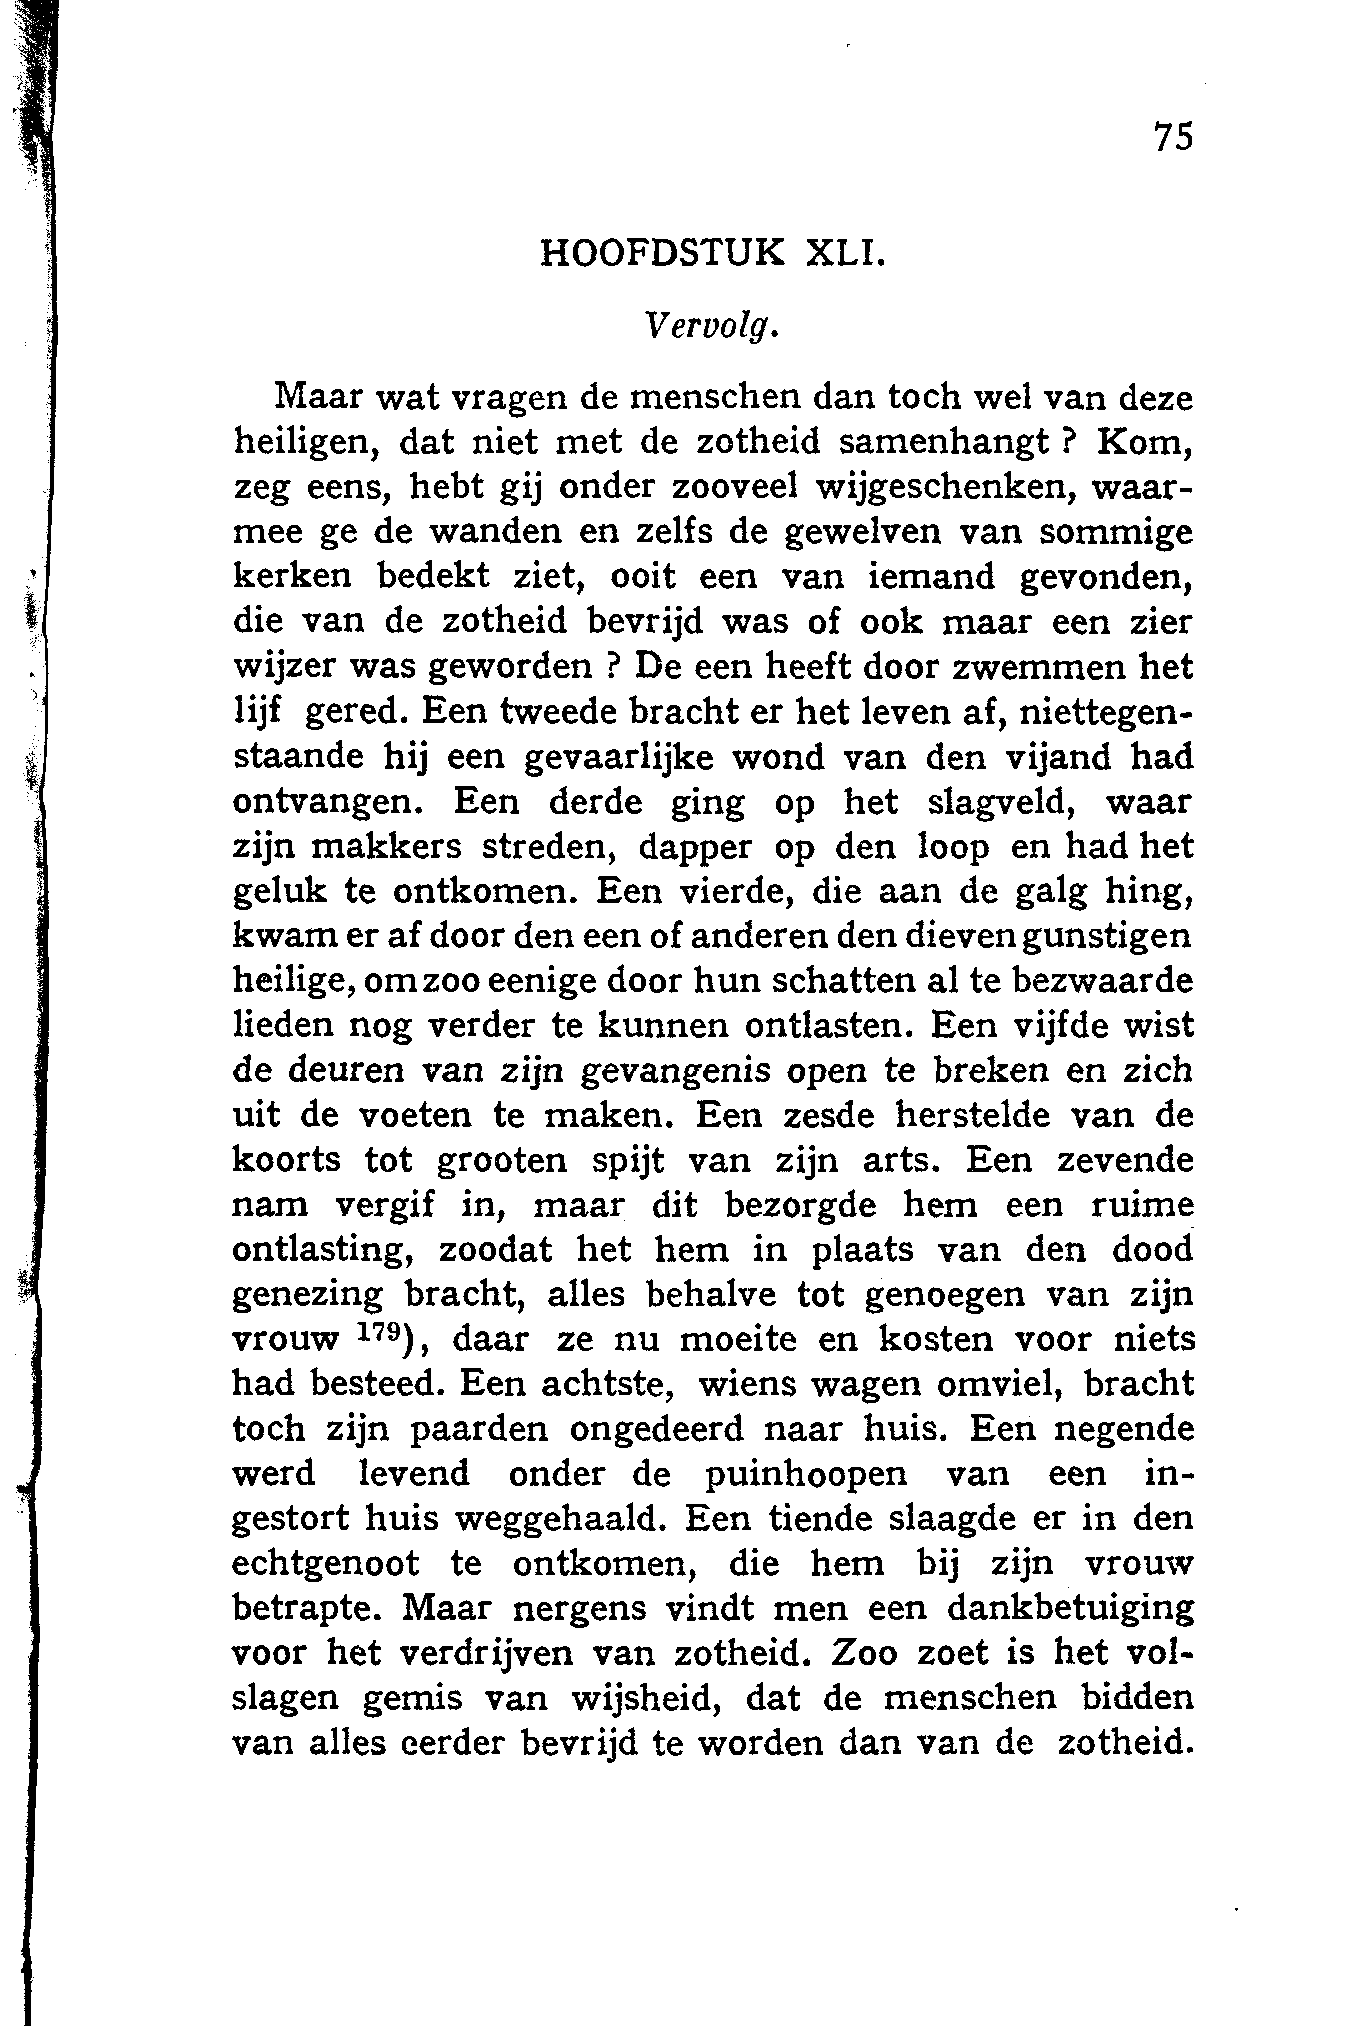 75
HOOFDSTUK XLI.
Vervolg.
Maar wat vragen de menschen dan toch wel van deze
heiligen, dat niet met de zotheid samenhangt ? Kom,
zeg eens, hebt gij onder zooveel wijgeschenken, waar-
mee ge de wanden en zelfs de gewelven van sommige
kerken bedekt ziet, ooit een van iemand gevonden,
die van de zotheid bevrijd was of ook maar een zier
wijzer was geworden ? De een heeft door zwemmen het
lijf gered. Een tweede bracht er het leven af, niettegen-
staande hij een gevaarlijke wond van den vijand had
ontvangen. Een derde ging op het slagveld, waar
zijn makkers streden, dapper op den loop en had het
geluk te ontkomen. Een vierde, die aan de galg hing,
kwam er af door den een of anderen den dieven gunstigen
heilige, om zoo eenige door hun schatten al te bezwaarde
lieden nog verder te kunnen ontlasten. Een vijfde wist
de deuren van zijn gevangenis open te breken en zich
uit de voeten te maken. Een zesde herstelde van de
koorts tot grooten spijt van zijn arts. Een zevende
nam vergif in, maar dit bezorgde hem een ruime
ontlasting, zoodat het hem in plaats van den dood
genezing bracht, alles behalve tot genoegen van zijn
vrouw 179), daar ze nu moeite en kosten voor niets
had besteed. Een achtste, wiens wagen omviel, bracht
toch zijn paarden ongedeerd naar huis. Een negende
werd levend onder de puinhoopen van een in-
gestort huis weggehaald. Een tiende slaagde er in den
echtgenoot te ontkomen, die hem bij zijn vrouw
betrapte. Maar nergens vindt men een dankbetuiging
voor het verdrijven van zotheid. Zoo zoet is het vol-
slagen gemis van wijsheid, dat de menschen bidden
van alles eerder bevrijd te worden dan van de zotheid.